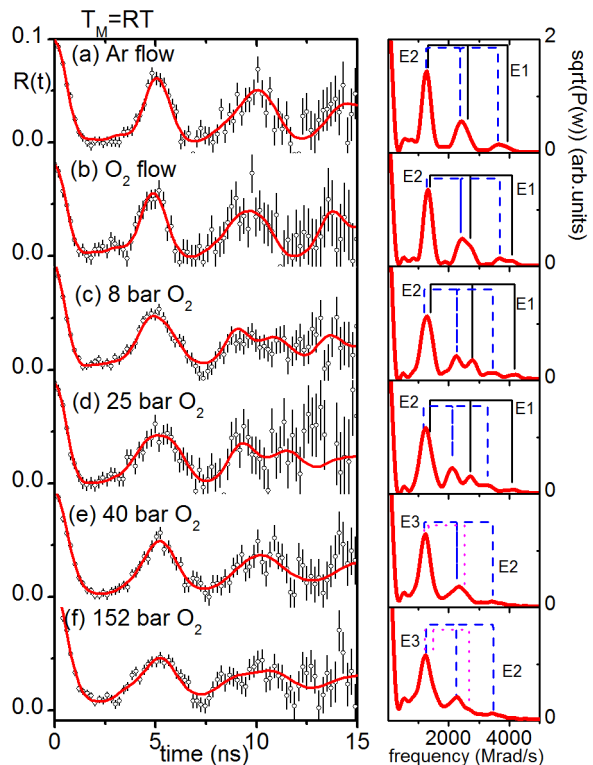 T_M=RT
0.1
R(t)
0.0
(a) Ar flow
E2
E1
2
0
sqrt(P(w)) (arb.units)
0.0
(b) O₂ flow
E2
E1
0
0.0
(c) 8 bar O₂
E2
E1
0
0.0
(d) 25 bar O₂
E2
E1
0
0.0
(e) 40 bar O₂
E3
E2
0
0.0
(f) 152 bar O₂
E3
E2
0
0 5 10 15
time (ns)
2000 4000
frequency (Mrad/s)